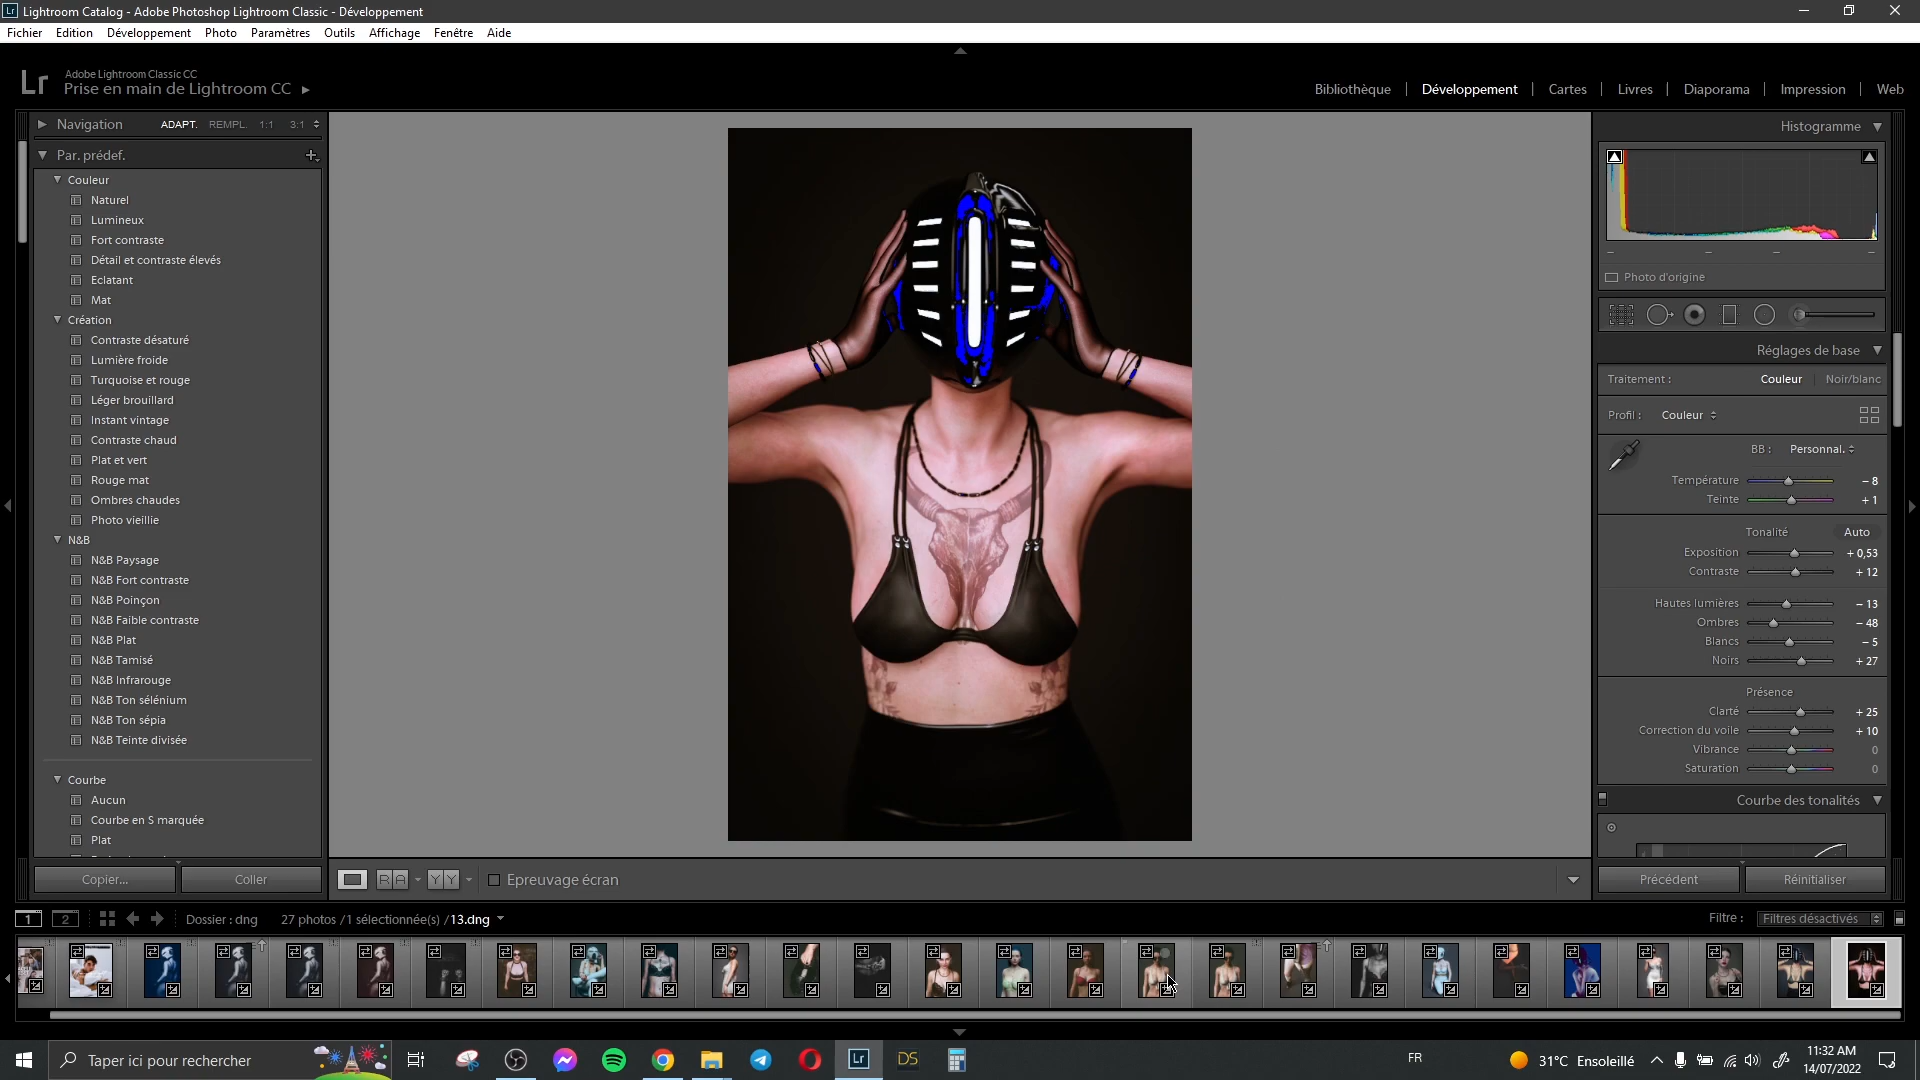 Lr Lightroom Catalog - Adobe Photoshop Lightroom Classic - Développement
Fichier Edition Développement Photo Paramètres Outils Affichage Fenêtre Aide
Lr Adobe Lightroom Classic CC
Prise en main de Lightroom CC
Bibliothèque | Développement | Cartes | Livres | Diaporama | Impression | Web
Navigation ADAPT. REMPL. 1:1 3:1
Par. prédef.
Couleur
Naturel
Lumineux
Fort contraste
Détail et contraste élevés
Eclatant
Mat
Création
Contraste désaturé
Lumière froide
Turquoise et rouge
Léger brouillard
Instant vintage
Contraste chaud
Plat et vert
Rouge mat
Ombres chaudes
Photo vieillie
N&B
N&B Paysage
N&B Fort contraste
N&B Poinçon
N&B Faible contraste
N&B Plat
N&B Tamisé
N&B Infrarouge
N&B Ton sélénium
N&B Ton sépia
N&B Teinte divisée
Courbe
Aucun
Courbe en S marquée
Plat
Copier... Coller
Histogramme
Photo d'origine
Réglages de base
Traitement : Couleur Noir/blanc
Profil : Couleur
BB : Personnal.
Température - 8
Teinte + 1
Tonalité Auto
Exposition + 0,53
Contraste + 12
Hautes lumières - 13
Ombres - 48
Blancs - 5
Noirs + 27
Présence
Clarté + 25
Correction du voile + 10
Vibrance 0
Saturation 0
Courbe des tonalités
Précédent Réinitialiser
R A Y Y Epreuvage écran
1 2 Dossier : dng 27 photos /1 sélectionnée(s) /13.dng
Filtre : Filtres désactivés
Taper ici pour rechercher
Lr DS
FR
31°C Ensoleillé
11:32 AM
14/07/2022